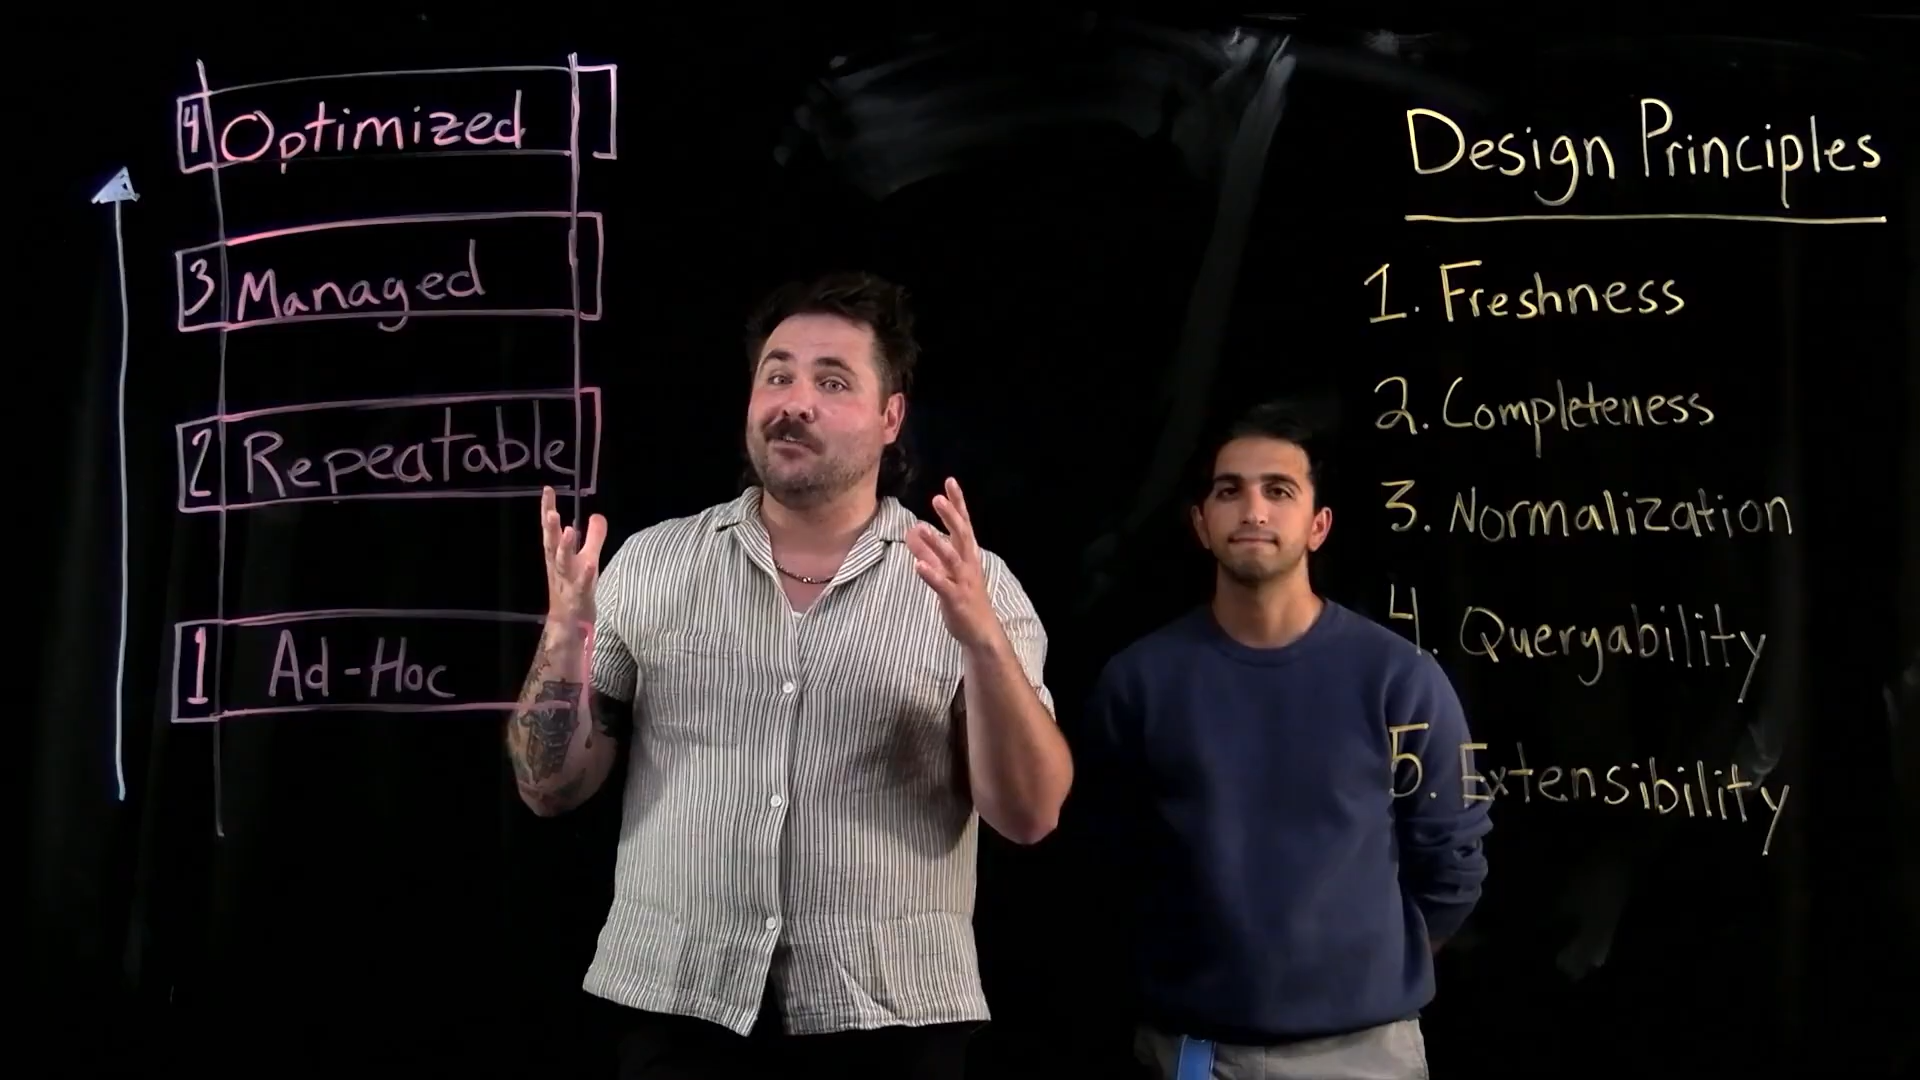 4 Optimized
3 Managed
2 Repeatable
1 Ad-Hoc
Design Principles
1. Freshness
2. Completeness
3. Normalization
4. Queryability
5. Extensibility